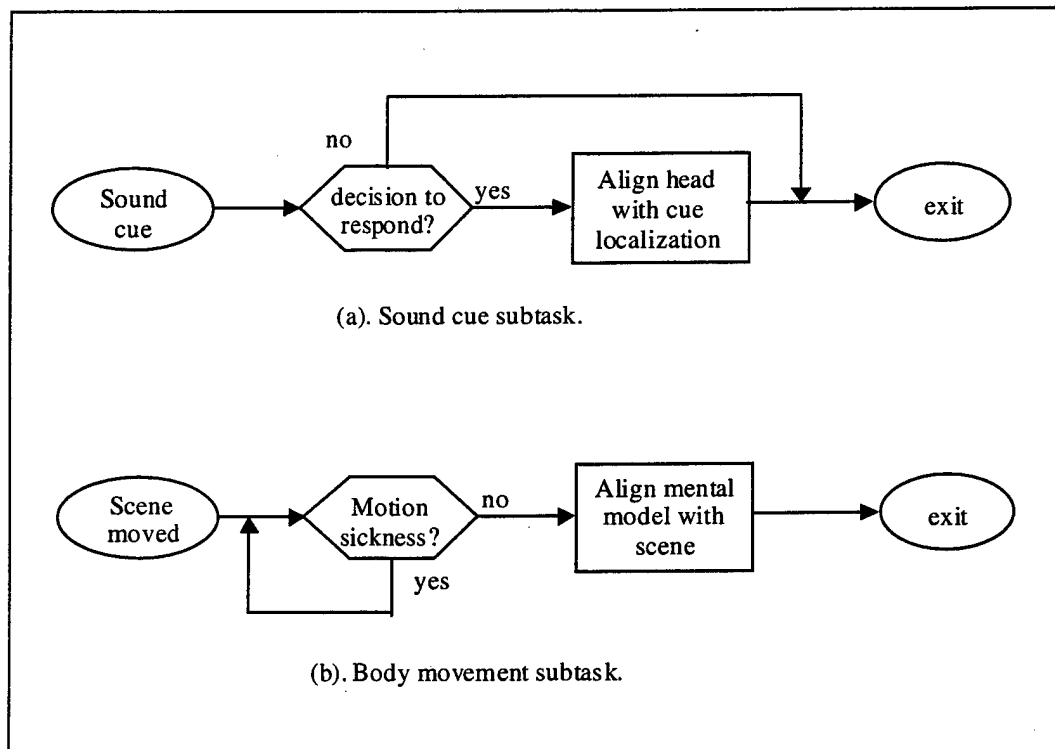 no
Sound
cue
decision to
respond?
yes
Align head
with cue
localization
exit
(a). Sound cue subtask.
Scene
moved
Motion
sickness?
no
yes
Align mental
model with
scene
exit
(b). Body movement subtask.